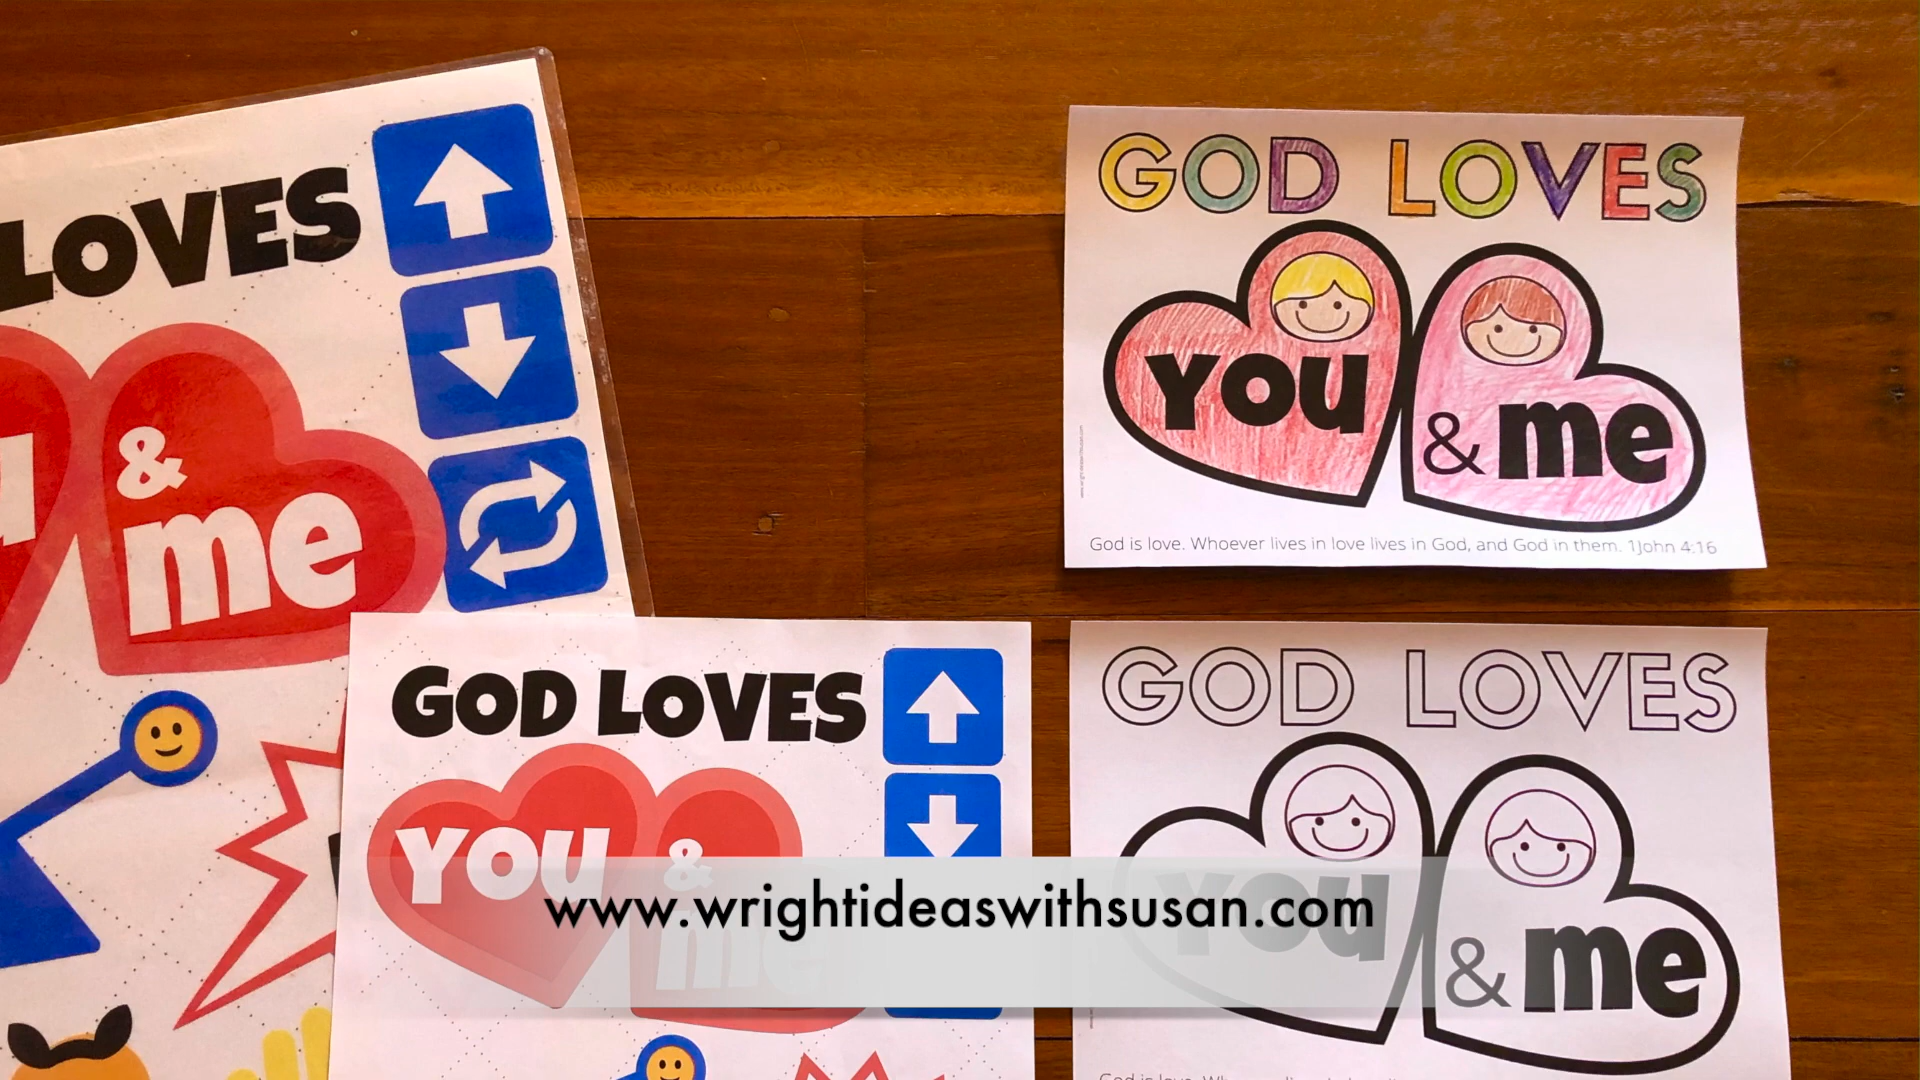 LOVES
&
me
GOD LOVES
YOU
&
me
GOD LOVES
YOU
& me
God is love. Whoever lives in love lives in God, and God in them. 1John 4:16
GOD LOVES
YOU
& me
www.wrightideaswithsusan.com